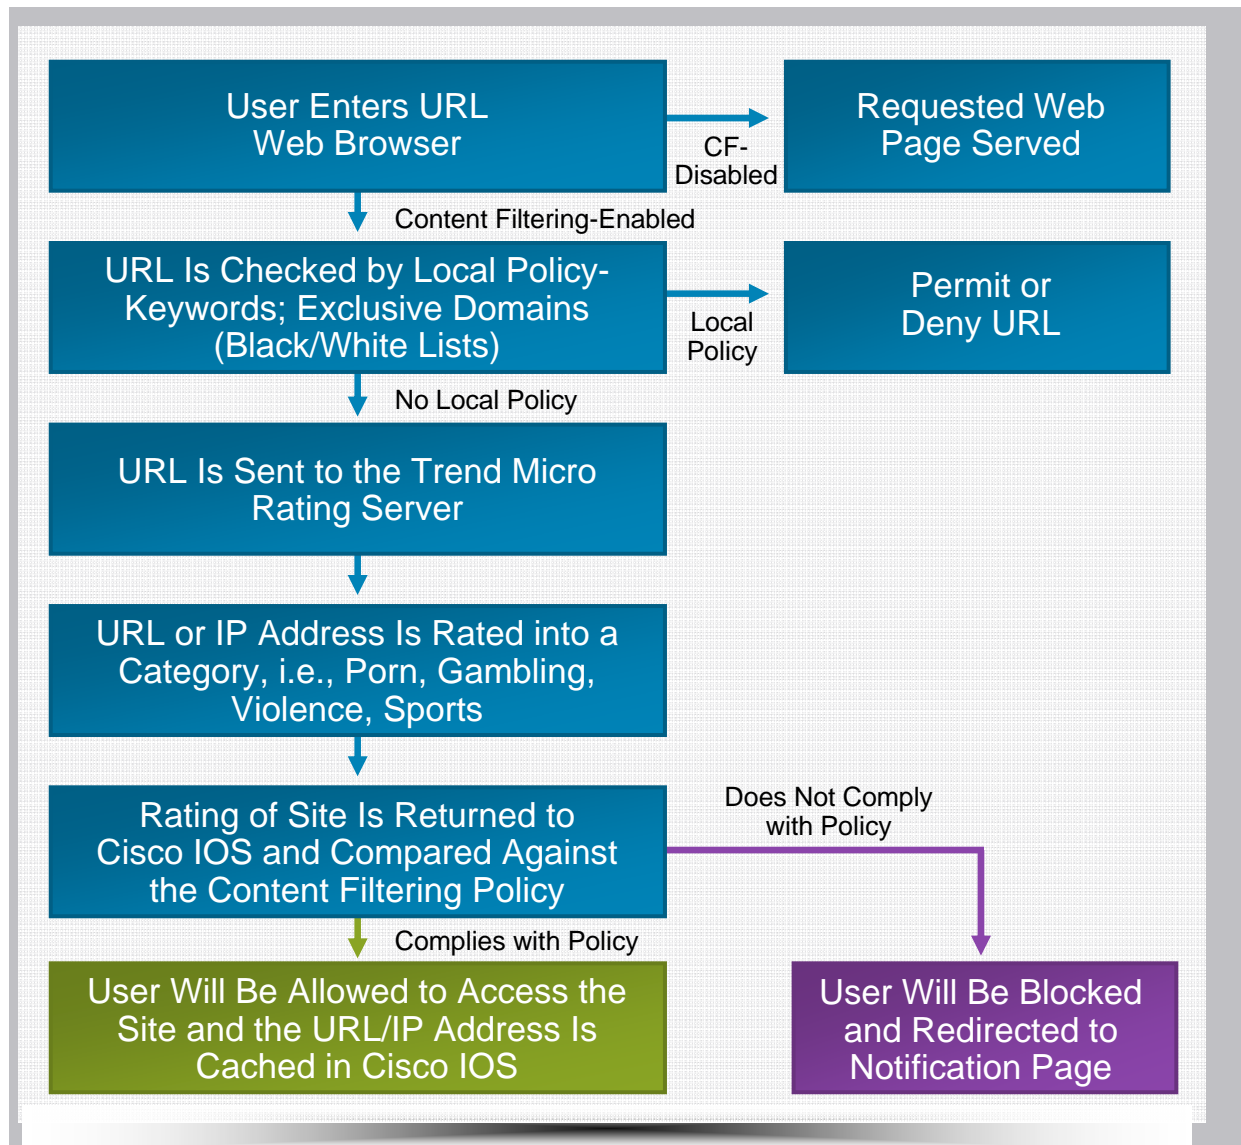 User Enters URL
Web Browser
CF-
Disabled
Requested Web
Page Served
Content Filtering-Enabled
URL Is Checked by Local Policy-
Keywords; Exclusive Domains
(Black/White Lists)
Local
Policy
Permit or
Deny URL
No Local Policy
URL Is Sent to the Trend Micro
Rating Server
URL or IP Address Is Rated into a
Category, i.e., Porn, Gambling,
Violence, Sports
Rating of Site Is Returned to
Cisco IOS and Compared Against
the Content Filtering Policy
Does Not Comply
with Policy
Complies with Policy
User Will Be Allowed to Access the
Site and the URL/IP Address Is
Cached in Cisco IOS
User Will Be Blocked
and Redirected to
Notification Page